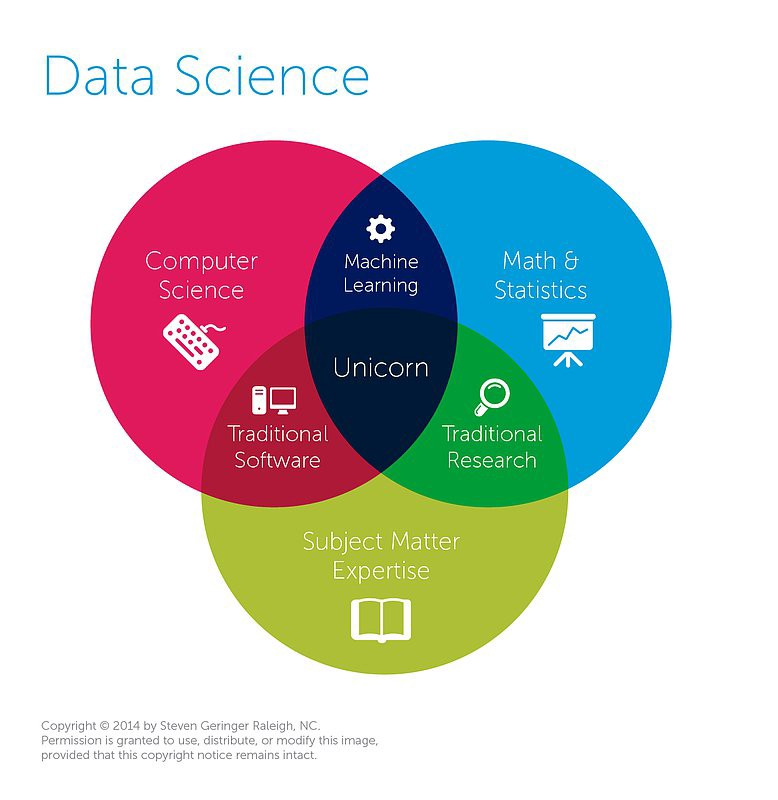 Data Science
Computer
Science
Machine
Learning
Math &
Statistics
Unicorn
Traditional
Software
Traditional
Research
Subject Matter
Expertise
Copyright © 2014 by Steven Geringer Raleigh, NC.
Permission is granted to use, distribute, or modify this image,
provided that this copyright notice remains intact.